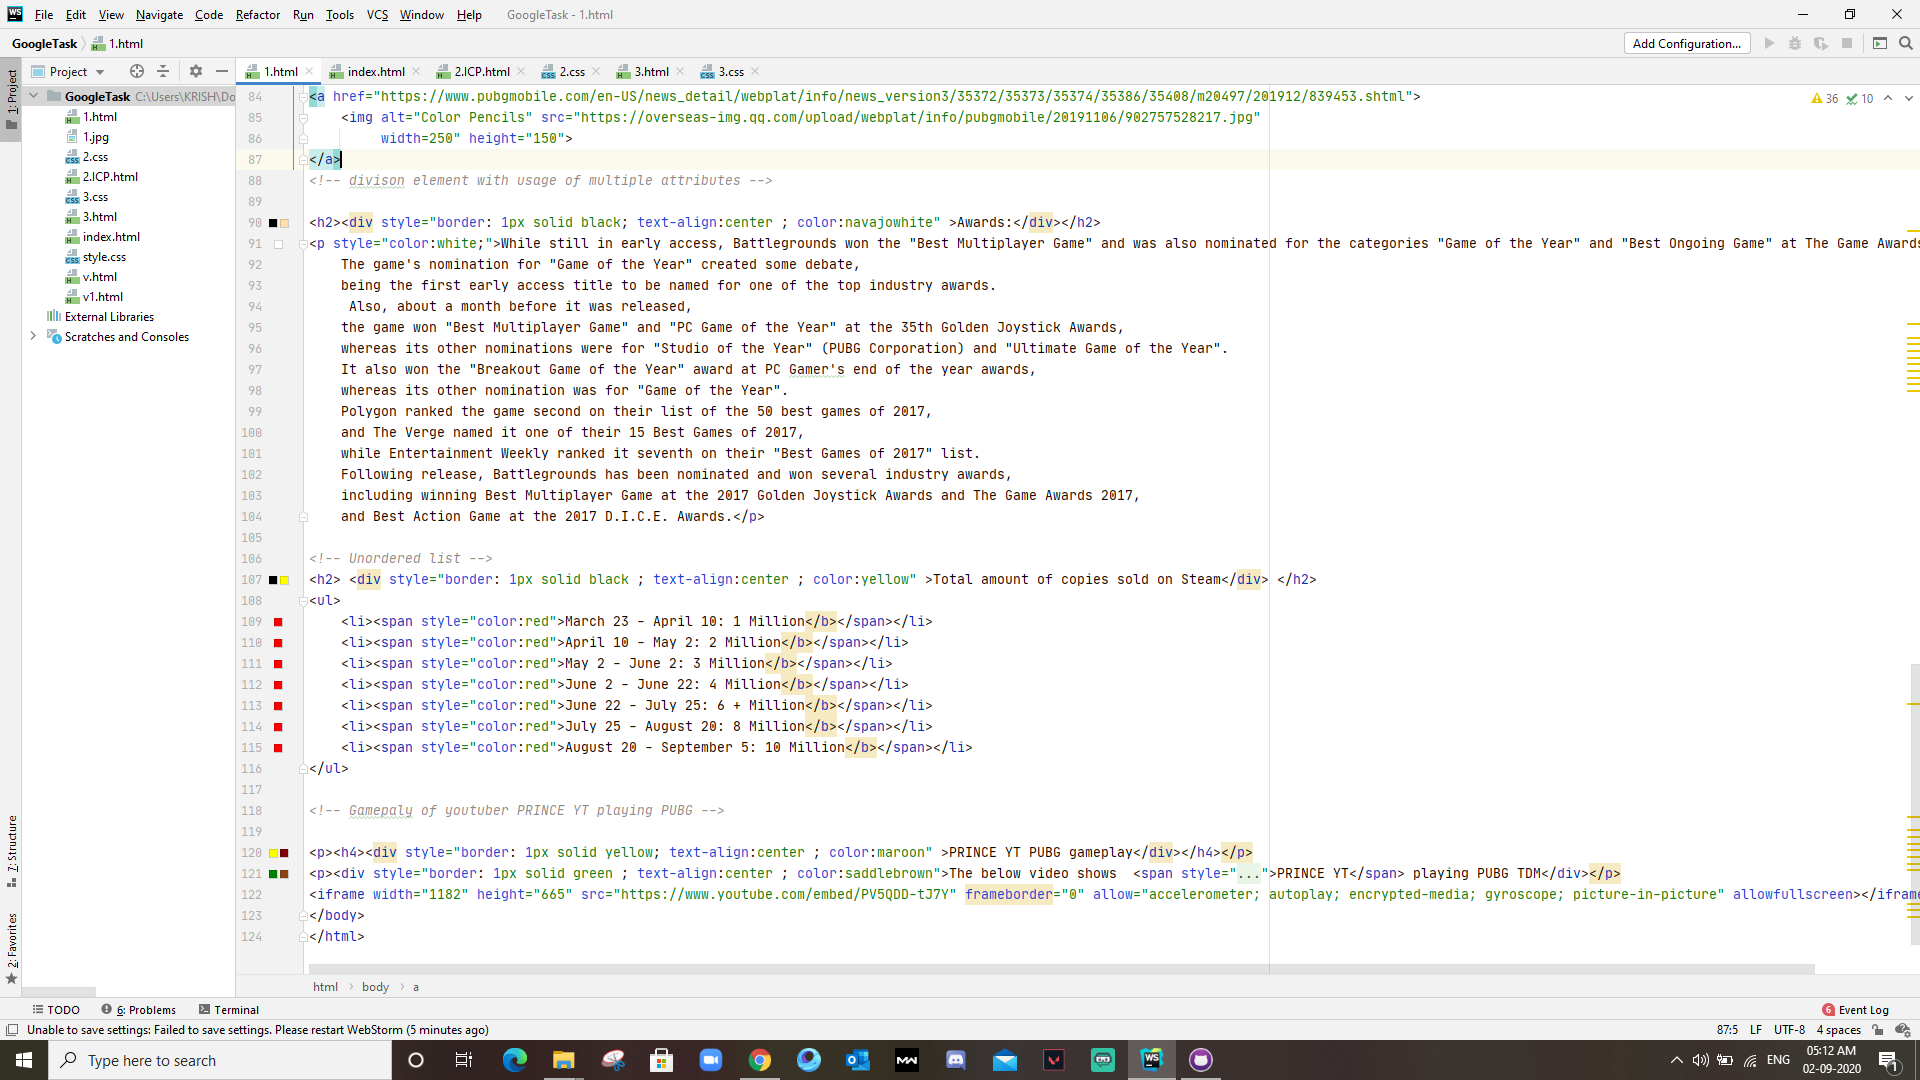 File Edit View Navigate Code Refactor Run Tools VCS Window Help GoogleTask - 1.html
GoogleTask 1.html Add Configuration...
Project 1.html index.html 2.ICP.html 2.css 3.html 3.css
1: Project
GoogleTask C:\Users\KRISH\Do
1.html
1.jpg
2.css
2.ICP.html
3.css
3.html
index.html
style.css
v.html
v1.html
External Libraries
Scratches and Consoles
7: Structure
2: Favorites
36 10
84 <a href="https://www.pubgmobile.com/en-US/news_detail/webplat/info/news_version3/35372/35373/35374/35386/35408/m20497/201912/839453.shtml">
85 <img alt="Color Pencils" src="https://overseas-img.qq.com/upload/webplat/info/pubgmobile/20191106/902757528217.jpg"
86 width=250" height="150">
87 </a>
88 <!-- divison element with usage of multiple attributes -->
89
90 <h2><div style="border: 1px solid black; text-align:center ; color:navajowhite" >Awards:</div></h2>
91 <p style="color:white;">While still in early access, Battlegrounds won the "Best Multiplayer Game" and was also nominated for the categories "Game of the Year" and "Best Ongoing Game" at The Game Awards
92 The game's nomination for "Game of the Year" created some debate,
93 being the first early access title to be named for one of the top industry awards.
94 Also, about a month before it was released,
95 the game won "Best Multiplayer Game" and "PC Game of the Year" at the 35th Golden Joystick Awards,
96 whereas its other nominations were for "Studio of the Year" (PUBG Corporation) and "Ultimate Game of the Year".
97 It also won the "Breakout Game of the Year" award at PC Gamer's end of the year awards,
98 whereas its other nomination was for "Game of the Year".
99 Polygon ranked the game second on their list of the 50 best games of 2017,
100 and The Verge named it one of their 15 Best Games of 2017,
101 while Entertainment Weekly ranked it seventh on their "Best Games of 2017" list.
102 Following release, Battlegrounds has been nominated and won several industry awards,
103 including winning Best Multiplayer Game at the 2017 Golden Joystick Awards and The Game Awards 2017,
104 and Best Action Game at the 2017 D.I.C.E. Awards.</p>
105
106 <!-- Unordered list -->
107 <h2> <div style="border: 1px solid black ; text-align:center ; color:yellow" >Total amount of copies sold on Steam</div> </h2>
108 <ul>
109 <li><span style="color:red">March 23 - April 10: 1 Million</b></span></li>
110 <li><span style="color:red">April 10 - May 2: 2 Million</b></span></li>
111 <li><span style="color:red">May 2 - June 2: 3 Million</b></span></li>
112 <li><span style="color:red">June 2 - June 22: 4 Million</b></span></li>
113 <li><span style="color:red">June 22 - July 25: 6 + Million</b></span></li>
114 <li><span style="color:red">July 25 - August 20: 8 Million</b></span></li>
115 <li><span style="color:red">August 20 - September 5: 10 Million</b></span></li>
116 </ul>
117
118 <!-- Gamepaly of youtuber PRINCE YT playing PUBG -->
119
120 <p><h4><div style="border: 1px solid yellow; text-align:center ; color:maroon" >PRINCE YT PUBG gameplay</div></h4></p>
121 <p><div style="border: 1px solid green ; text-align:center ; color:saddlebrown">The below video shows <span style="...">PRINCE YT</span> playing PUBG TDM</div></p>
122 <iframe width="1182" height="665" src="https://www.youtube.com/embed/PV5QDD-tJ7Y" frameborder="0" allow="accelerometer; autoplay; encrypted-media; gyroscope; picture-in-picture" allowfullscreen></iframe
123 </body>
124 </html>
html body a
TODO 6: Problems Terminal 6 Event Log
Unable to save settings: Failed to save settings. Please restart WebStorm (5 minutes ago) 87:5 LF UTF-8 4 spaces
Type here to search ENG 05:12 AM
02-09-2020
1